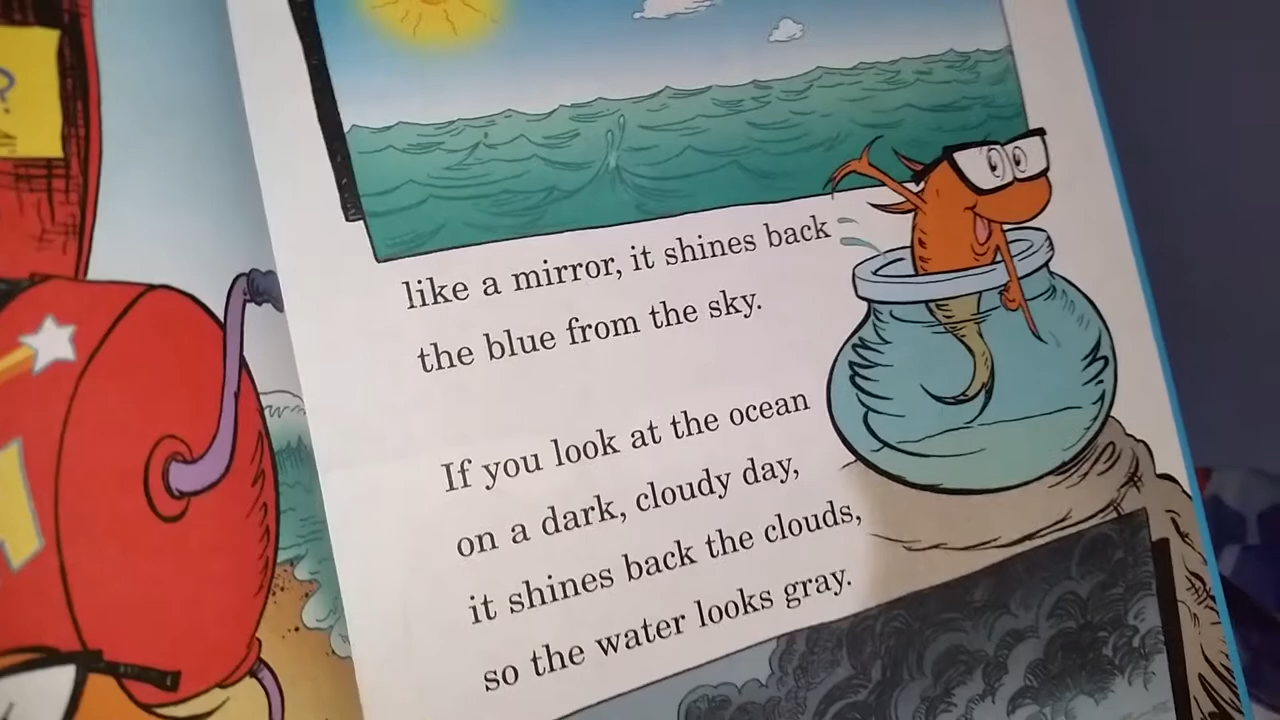 ?
like a mirror, it shines back
the blue from the sky.
If you look at the ocean
on a dark, cloudy day,
it shines back the clouds,
so the water looks gray.